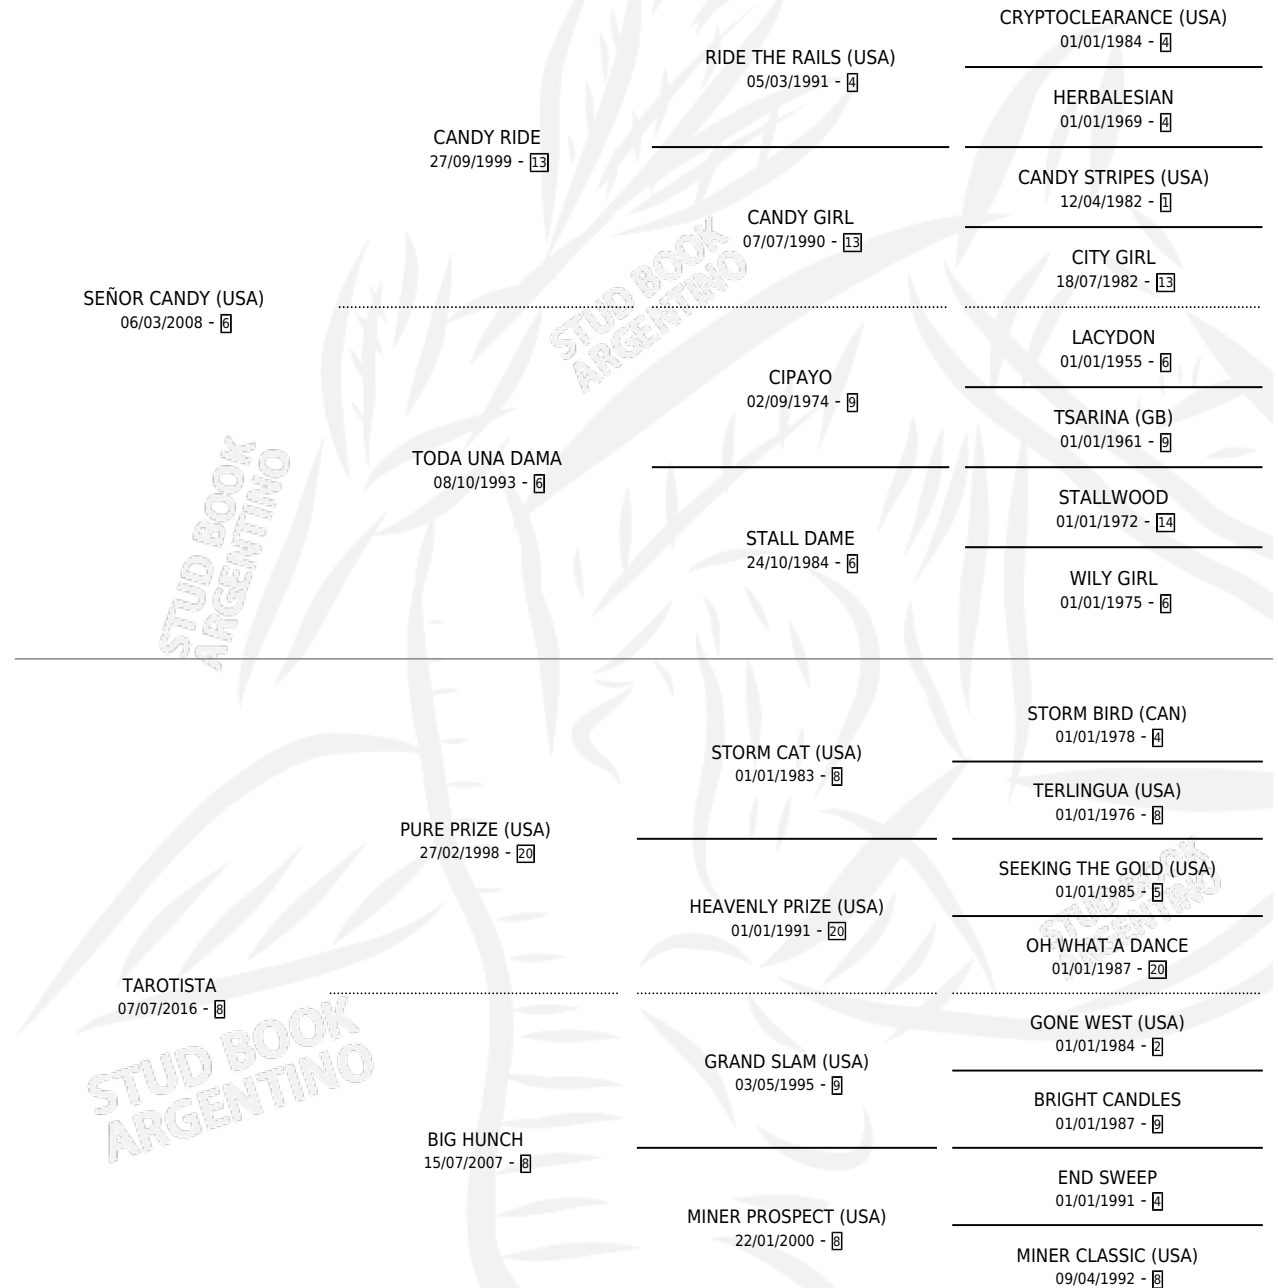 CRYPTOCLEARANCE (USA)
01/01/1984 - 4
RIDE THE RAILS (USA)
05/03/1991 - 4
HERBALESIAN
01/01/1969 - 4
CANDY RIDE
27/09/1999 - 13
CANDY STRIPES (USA)
12/04/1982 - 1
CANDY GIRL
07/07/1990 - 13
CITY GIRL
18/07/1982 - 13
SEÑOR CANDY (USA)
06/03/2008 - 6
LACYDON
01/01/1955 - 6
CIPAYO
02/09/1974 - 9
TSARINA (GB)
01/01/1961 - 9
TODA UNA DAMA
08/10/1993 - 6
STALLWOOD
01/01/1972 - 14
STALL DAME
24/10/1984 - 6
WILY GIRL
01/01/1975 - 6
STUD BOOK
ARGENTINO
STUD BOOK
ARGENTINO
STORM BIRD (CAN)
01/01/1978 - 4
STORM CAT (USA)
01/01/1983 - 8
TERLINGUA (USA)
01/01/1976 - 8
PURE PRIZE (USA)
27/02/1998 - 20
SEEKING THE GOLD (USA)
01/01/1985 - 5
HEAVENLY PRIZE (USA)
01/01/1991 - 20
OH WHAT A DANCE
01/01/1987 - 20
STUD BOOK
ARGENTINO
TAROTISTA
07/07/2016 - 8
GONE WEST (USA)
01/01/1984 - 2
GRAND SLAM (USA)
03/05/1995 - 9
BRIGHT CANDLES
01/01/1987 - 9
BIG HUNCH
15/07/2007 - 8
END SWEEP
01/01/1991 - 4
MINER PROSPECT (USA)
22/01/2000 - 8
MINER CLASSIC (USA)
09/04/1992 - 8
STUD BOOK
ARGENTINO